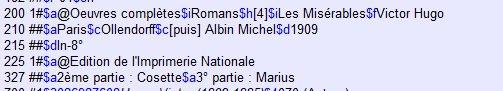 200 1#$a@Oeuvres complètes$iRomans$h[4]$iLes Misérables$fVictor Hugo
210 ##$aParis$cOllendorff$c[puis] Albin Michel$d1909
215 ##$dIn-8°
225 1#$a@Edition de l'Imprimerie Nationale
327 ##$a2ème partie : Cosette$a3° partie : Marius